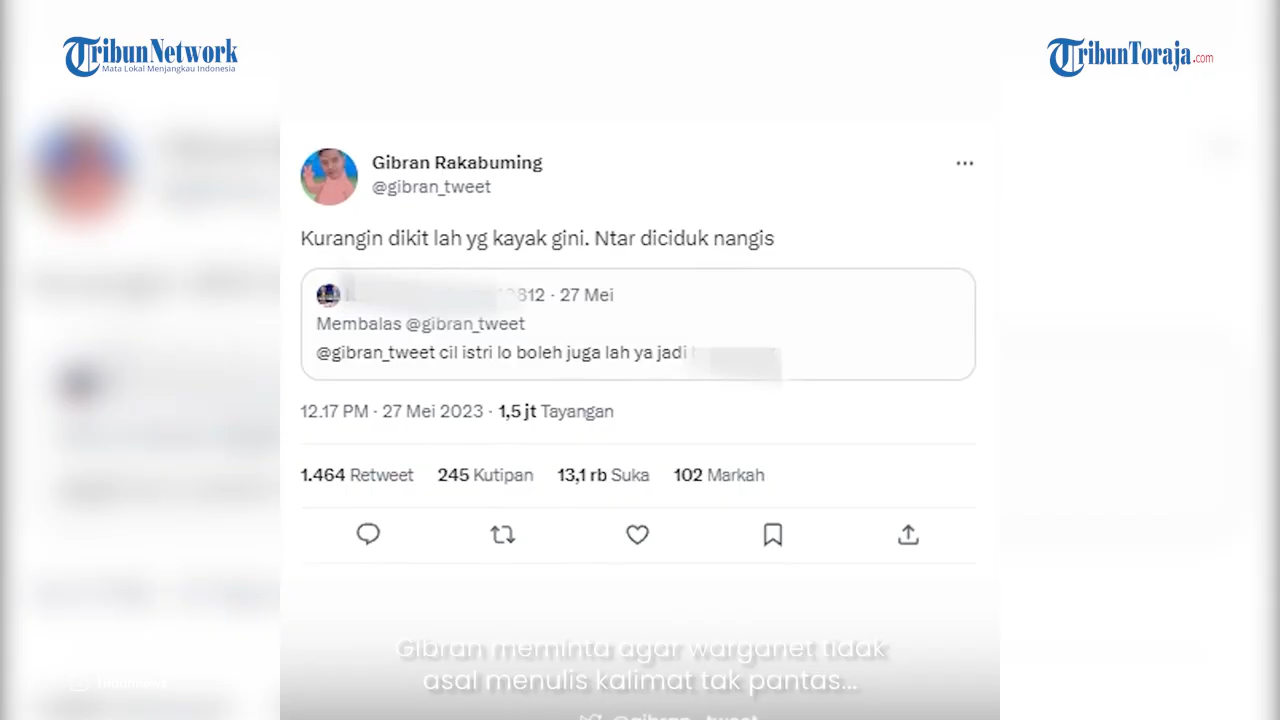 TribunNetwork
Mata Lokal Menjangkau Indonesia
TribunToraja.com
Gibran Rakabuming
@gibran_tweet
Kurangin dikit lah yg kayak gini. Ntar diciduk nangis
812 · 27 Mei
Membalas @gibran_tweet
@gibran_tweet cil istri lo boleh juga lah ya jadi
12.17 PM · 27 Mei 2023 · 1,5 jt Tayangan
1.464 Retweet 245 Kutipan 13,1 rb Suka 102 Markah
Gibran meminta agar warganet tidak
asal menulis kalimat tak pantas...
@gibran_tweet